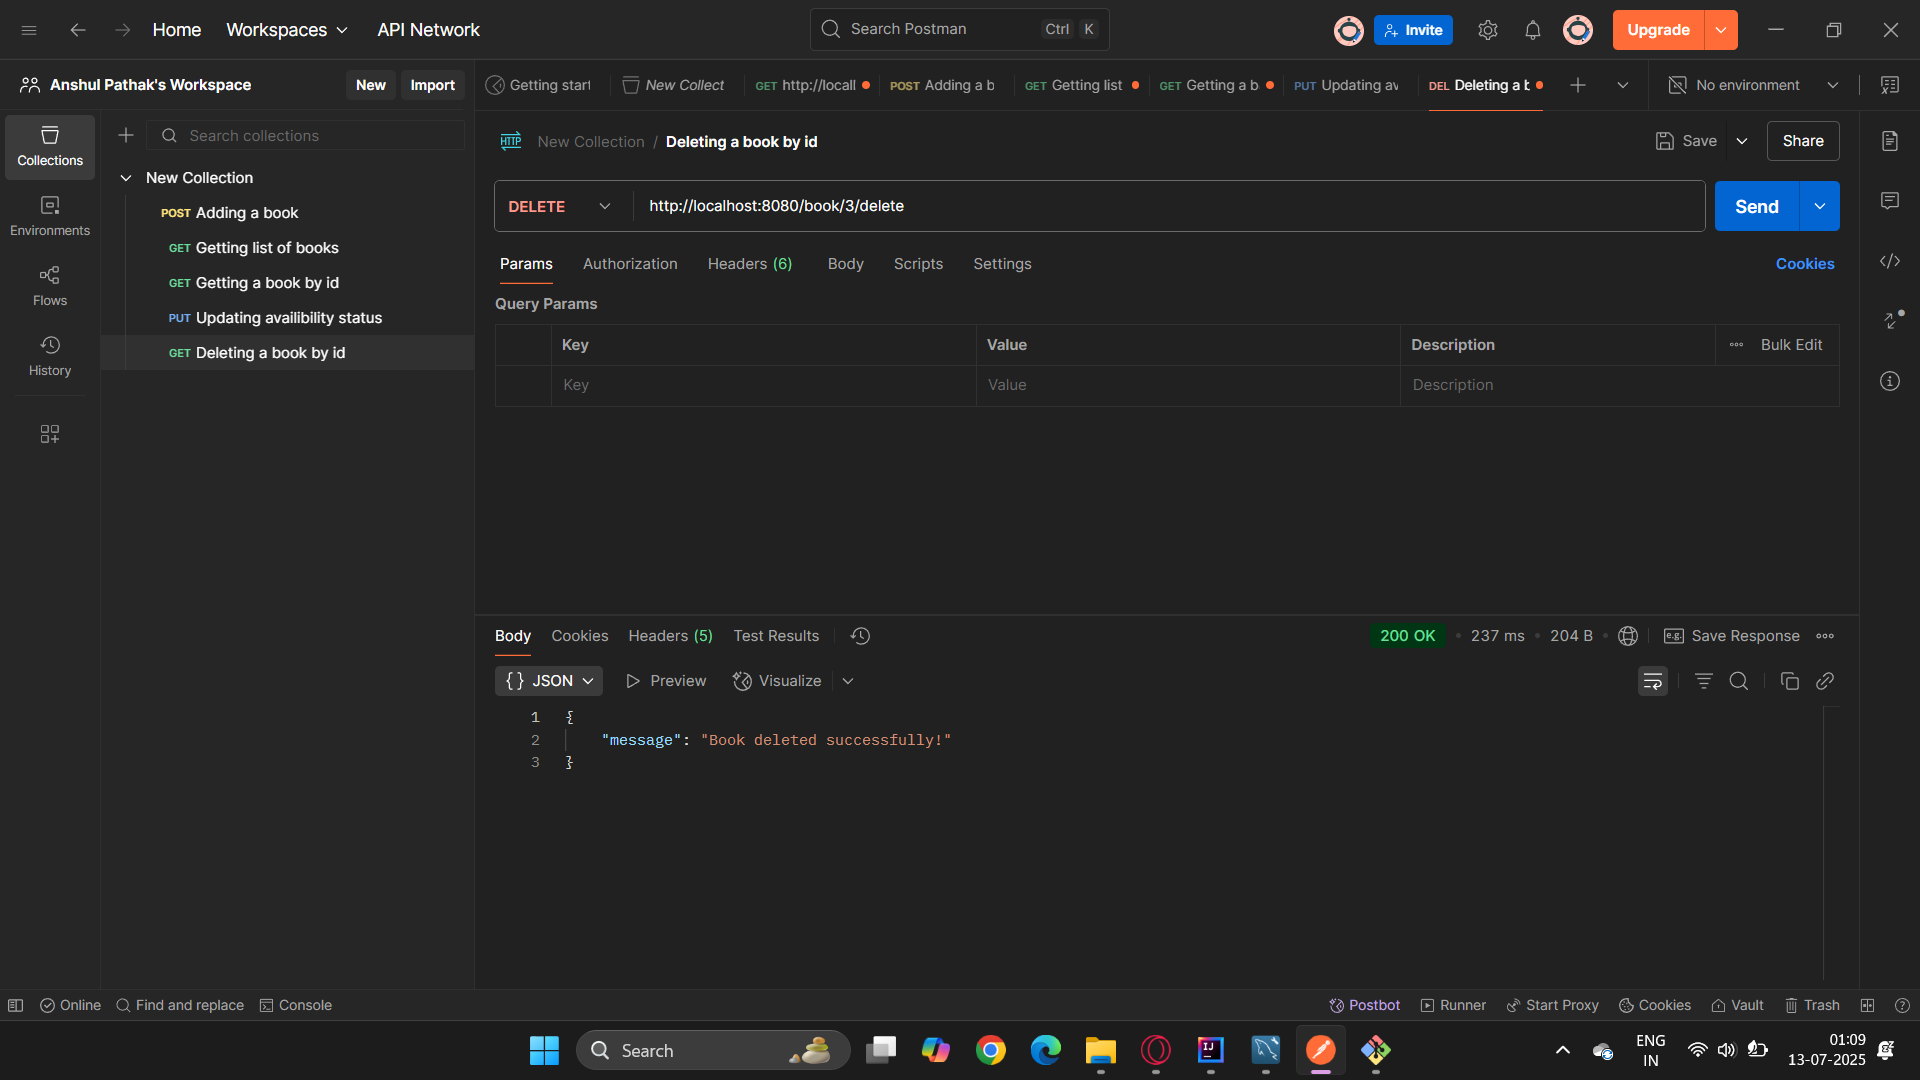 Home Workspaces API Network Search Postman Ctrl K Invite Upgrade
Anshul Pathak's Workspace New Import Getting start New Collect GET http://locall POST Adding a b GET Getting list GET Getting a b PUT Updating av DEL Deleting a b No environment
Search collections
Collections
Environments
Flows
History
New Collection
POST Adding a book
GET Getting list of books
GET Getting a book by id
PUT Updating availibility status
GET Deleting a book by id
HTTP New Collection / Deleting a book by id Save Share
DELETE http://localhost:8080/book/3/delete Send
Params Authorization Headers (6) Body Scripts Settings Cookies
Query Params
Key Value Description Bulk Edit
Key Value Description
Body Cookies Headers (5) Test Results 200 OK 237 ms 204 B e.g. Save Response
{} JSON Preview Visualize
1 {
2 "message": "Book deleted successfully!"
3 }
Online Find and replace Console Postbot Runner Start Proxy Cookies Vault Trash
Search IJ ENG 01:09
IN 13-07-2025